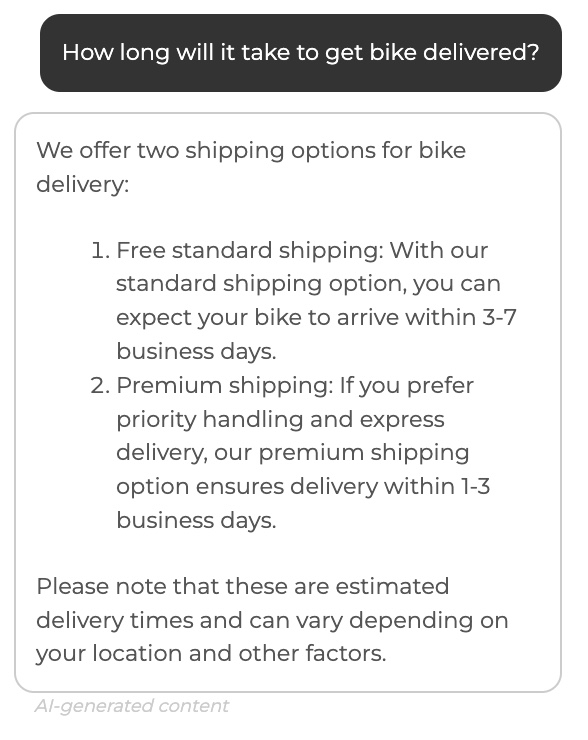 How long will it take to get bike delivered?
We offer two shipping options for bike
delivery:
1. Free standard shipping: With our
standard shipping option, you can
expect your bike to arrive within 3-7
business days.
2. Premium shipping: If you prefer
priority handling and express
delivery, our premium shipping
option ensures delivery within 1-3
business days.
Please note that these are estimated
delivery times and can vary depending on
your location and other factors.
AI-generated content